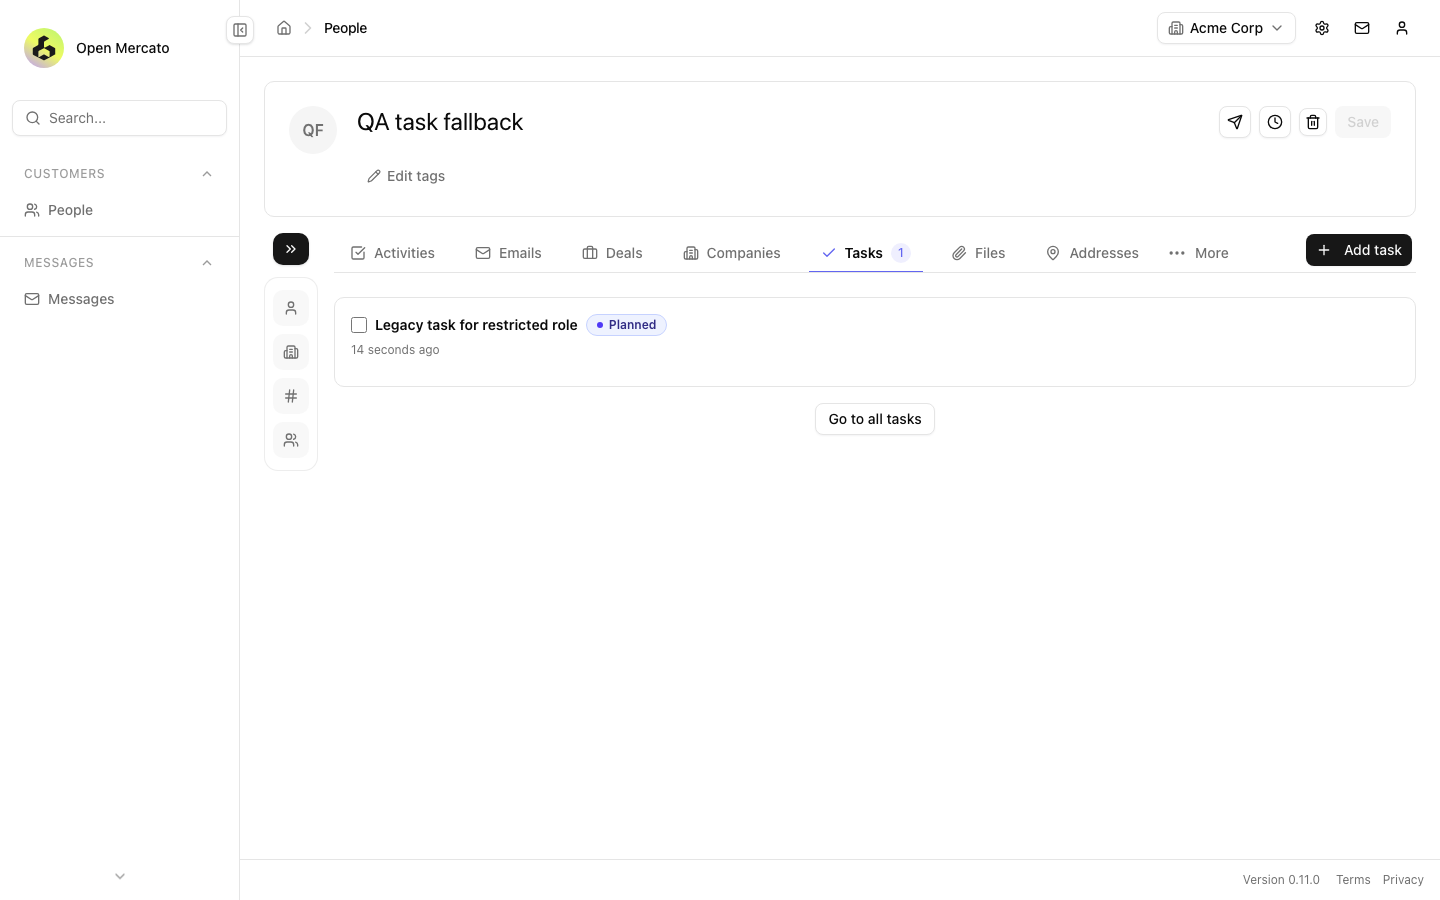 Open Mercato
People
Acme Corp
Search...
CUSTOMERS
People
MESSAGES
Messages
QF
QA task fallback
Save
Edit tags
Activities
Emails
Deals
Companies
Tasks
1
Files
Addresses
More
Add task
Legacy task for restricted role
Planned
14 seconds ago
Go to all tasks
Version 0.11.0
Terms
Privacy